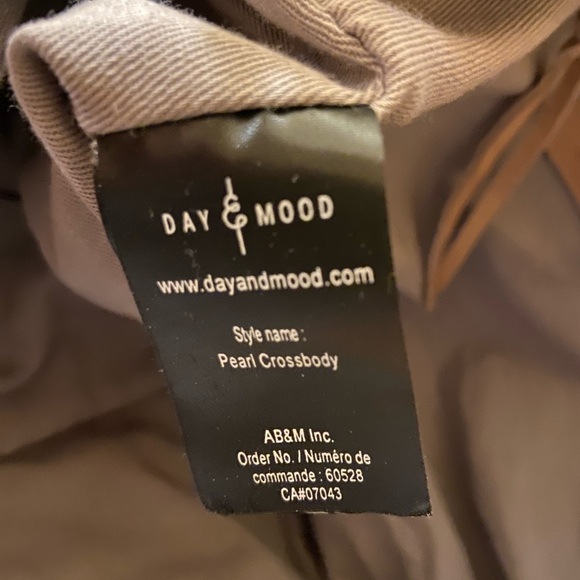 DAY & MOOD
www.dayandmood.com
Style name :
Pearl Crossbody
AB&M Inc.
Order No. / Numéro de
commande : 60528
CA#07043